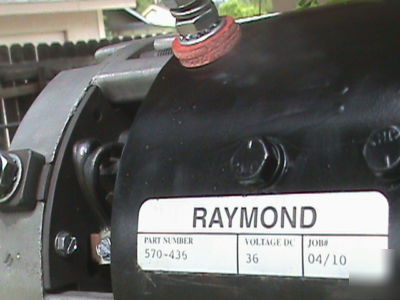 RAYMOND
PART NUMBER VOLTAGE DC JOB#
570-436 36 04/10